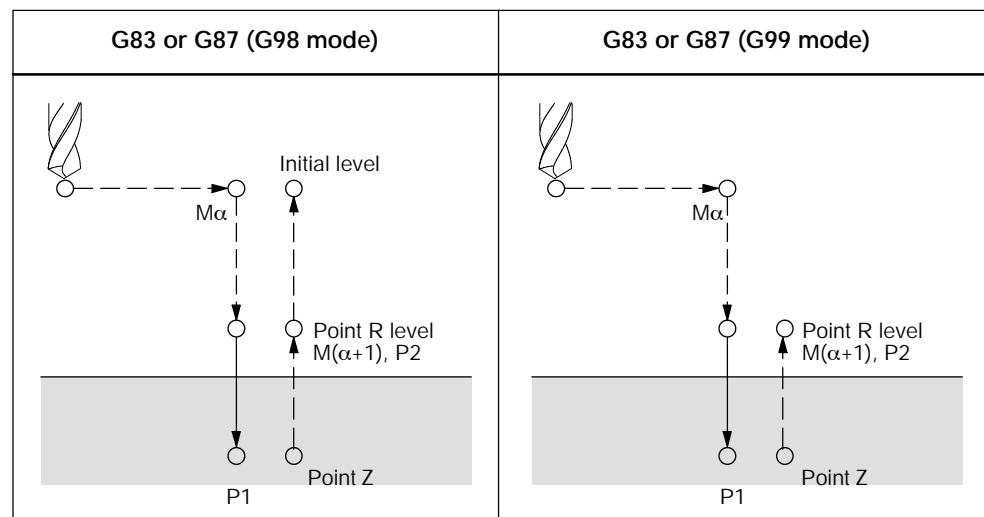 G83 or G87 (G98 mode)
G83 or G87 (G99 mode)
Initial level
Mα
Point R level
M(α+1), P2
Point Z
P1
Mα
Point R level
M(α+1), P2
Point Z
P1